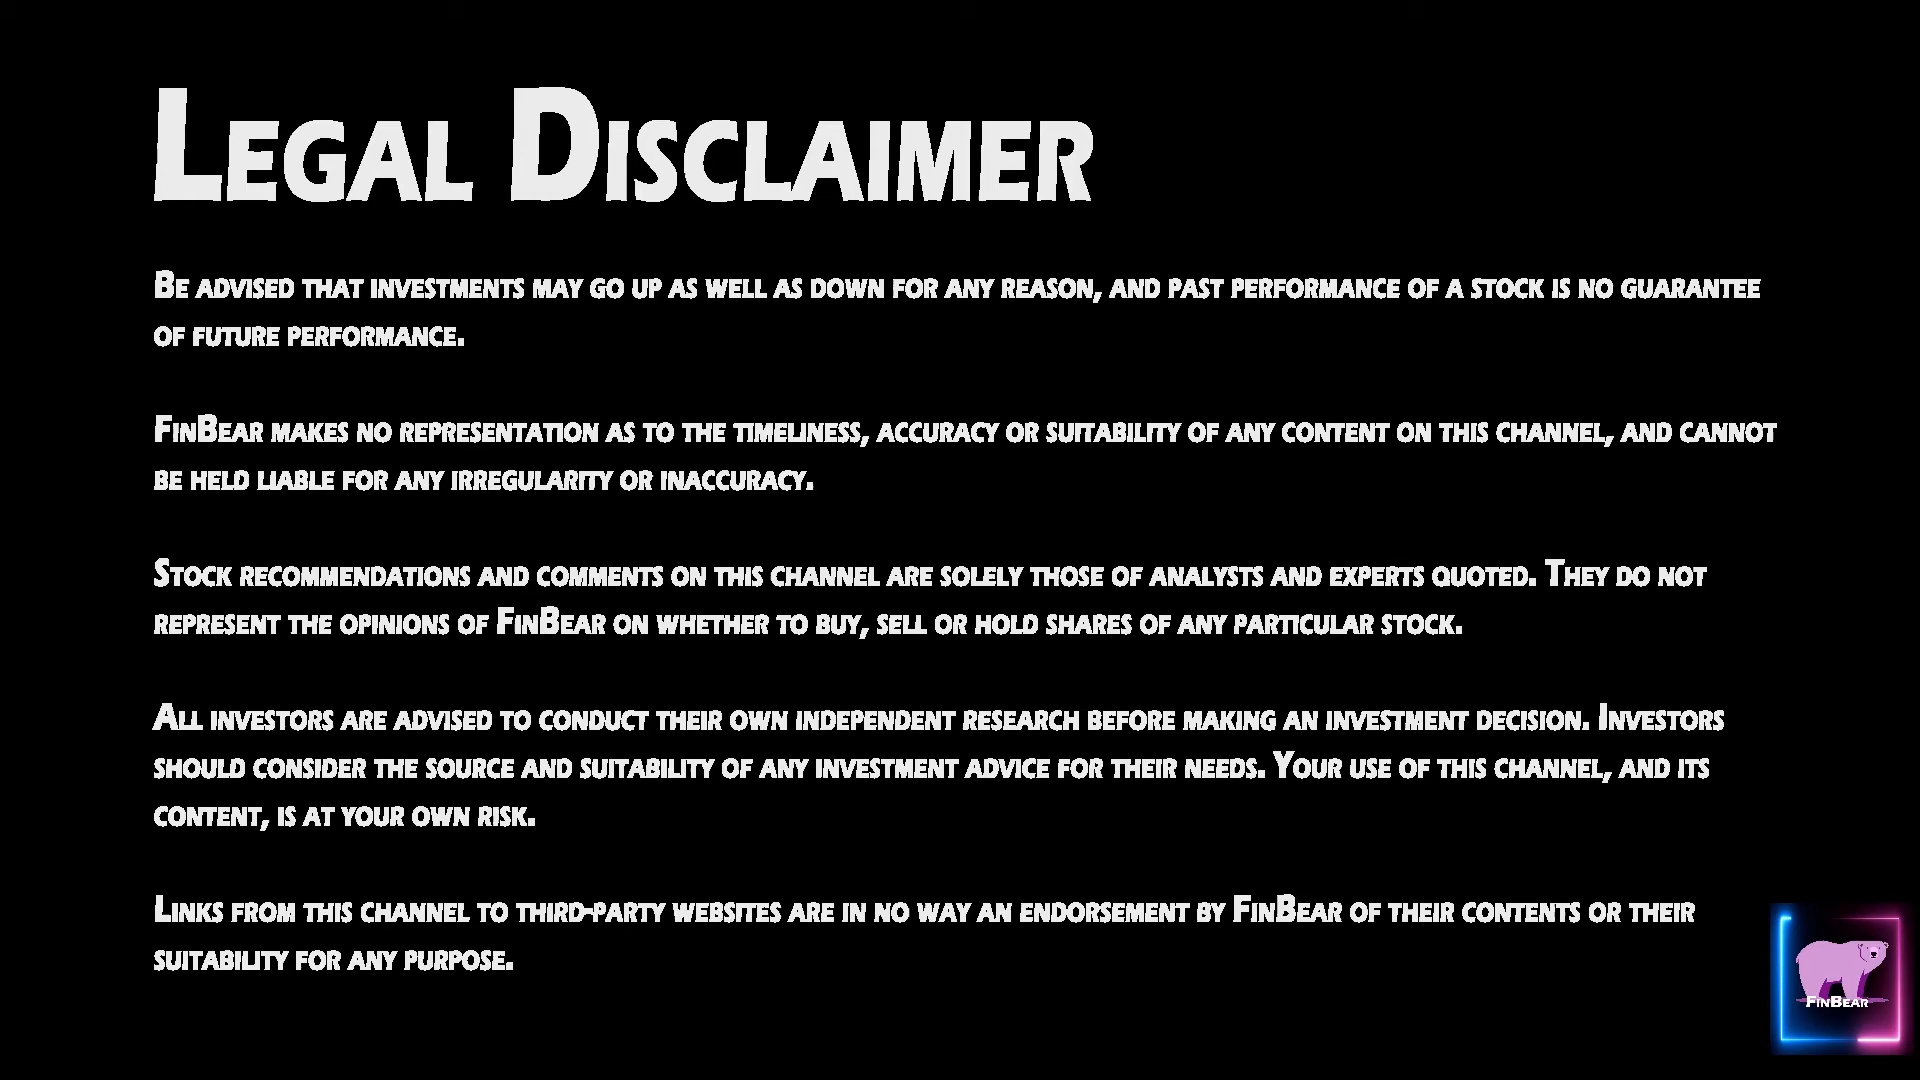 Legal Disclaimer
Be advised that investments may go up as well as down for any reason, and past performance of a stock is no guarantee
of future performance.
FinBear makes no representation as to the timeliness, accuracy or suitability of any content on this channel, and cannot
be held liable for any irregularity or inaccuracy.
Stock recommendations and comments on this channel are solely those of analysts and experts quoted. They do not
represent the opinions of FinBear on whether to buy, sell or hold shares of any particular stock.
All investors are advised to conduct their own independent research before making an investment decision. Investors
should consider the source and suitability of any investment advice for their needs. Your use of this channel, and its
content, is at your own risk.
Links from this channel to third-party websites are in no way an endorsement by FinBear of their contents or their
suitability for any purpose.
FinBear